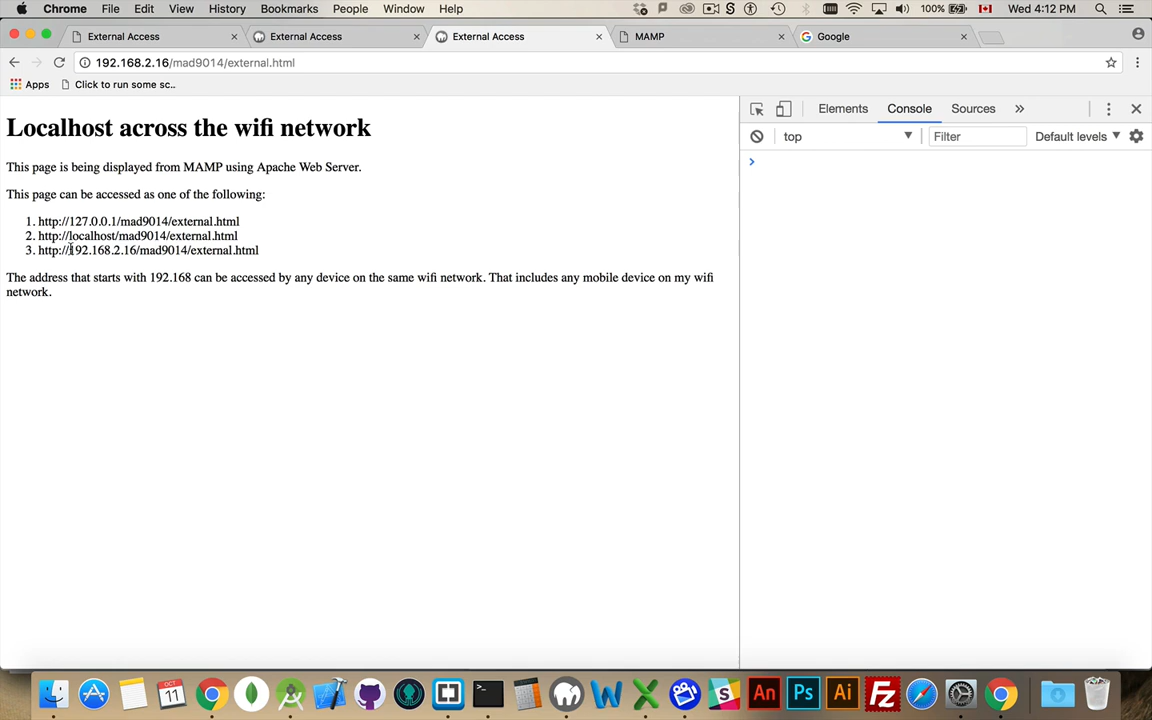 Chrome File Edit View History Bookmarks People Window Help 100% Wed 4:12 PM
External Access External Access External Access MAMP Google
192.168.2.16/mad9014/external.html
Apps Click to run some sc..
Elements Console Sources
top Filter Default levels
Localhost across the wifi network
This page is being displayed from MAMP using Apache Web Server.
This page can be accessed as one of the following:
1. http://127.0.0.1/mad9014/external.html
2. http://localhost/mad9014/external.html
3. http://192.168.2.16/mad9014/external.html
The address that starts with 192.168 can be accessed by any device on the same wifi network. That includes any mobile device on my wifi
network.
OCT
11
An Ps Ai Fz